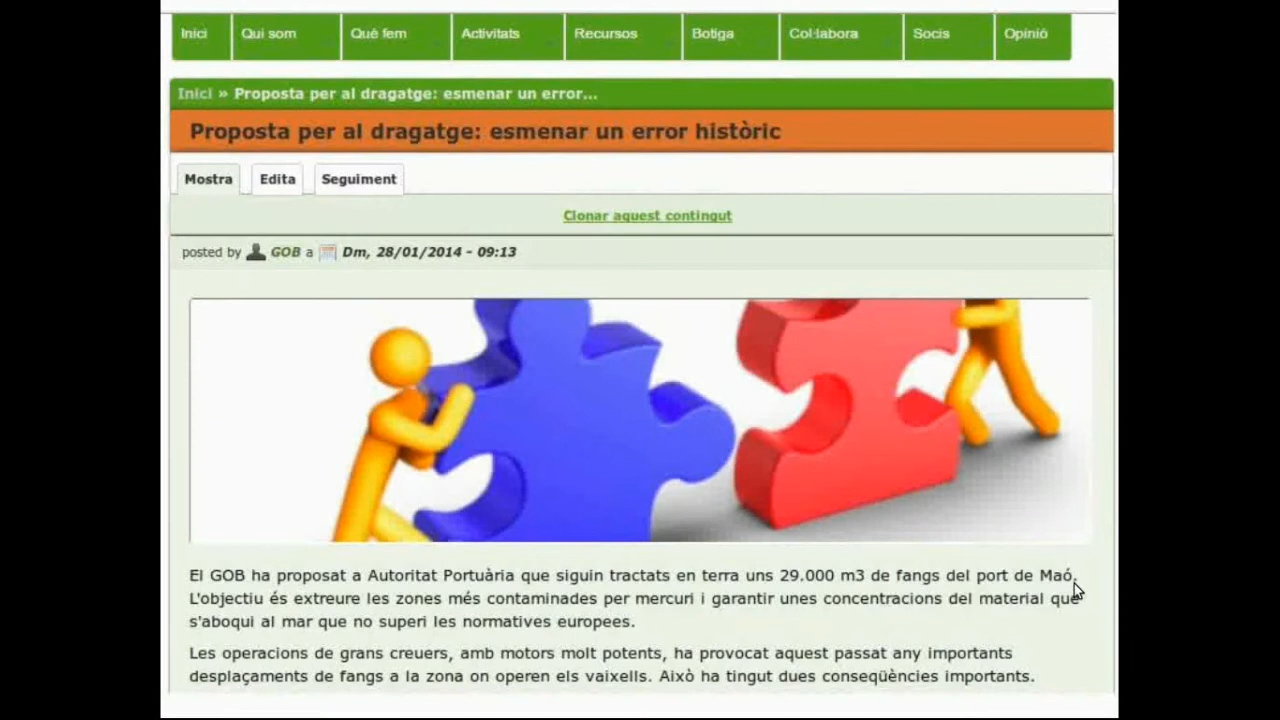 Inici Qui som Què fem Activitats Recursos Botiga Col·labora Socis Opinió
Inici » Proposta per al dragatge: esmenar un error...
Proposta per al dragatge: esmenar un error històric
Mostra Edita Seguiment
Clonar aquest contingut
posted by GOB a Dm, 28/01/2014 - 09:13
El GOB ha proposat a Autoritat Portuària que siguin tractats en terra uns 29.000 m3 de fangs del port de Maó.
L'objectiu és extreure les zones més contaminades per mercuri i garantir unes concentracions del material que
s'aboqui al mar que no superi les normatives europees.
Les operacions de grans creuers, amb motors molt potents, ha provocat aquest passat any importants
desplaçaments de fangs a la zona on operen els vaixells. Això ha tingut dues conseqüències importants.